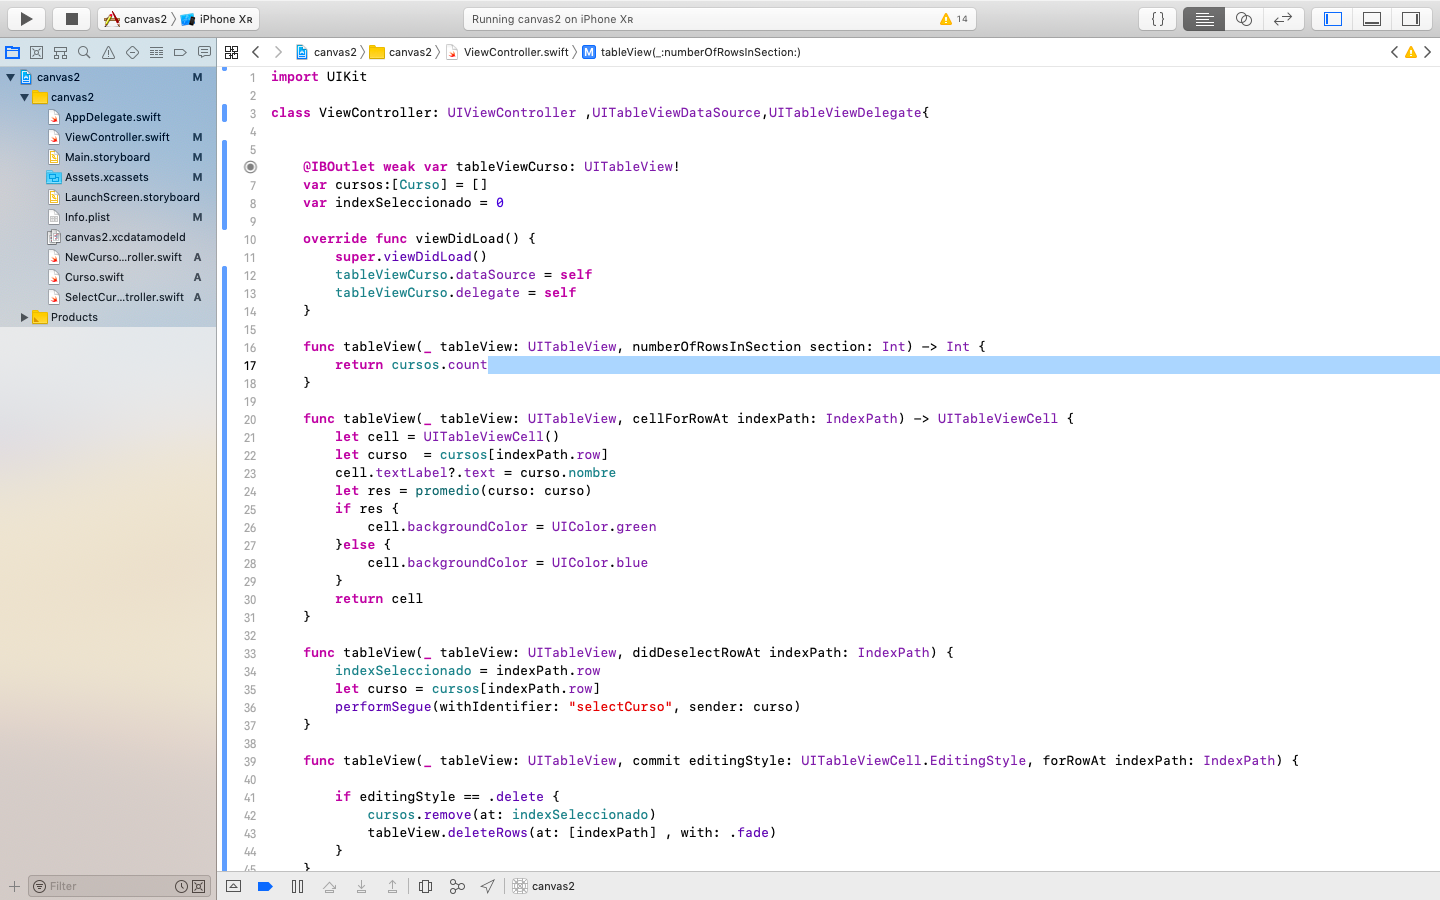 canvas2 iPhone XR Running canvas2 on iPhone XR 14 { }
canvas2 canvas2 ViewController.swift M tableView(_:numberOfRowsInSection:)
canvas2 M
canvas2
AppDelegate.swift
ViewController.swift M
Main.storyboard M
Assets.xcassets M
LaunchScreen.storyboard
Info.plist M
canvas2.xcdatamodeld
NewCurso...roller.swift A
Curso.swift A
SelectCur...troller.swift A
Products
Filter
1 import UIKit
2
3 class ViewController: UIViewController ,UITableViewDataSource,UITableViewDelegate{
4
5
@IBOutlet weak var tableViewCurso: UITableView!
7 var cursos:[Curso] = []
8 var indexSeleccionado = 0
9
10 override func viewDidLoad() {
11 super.viewDidLoad()
12 tableViewCurso.dataSource = self
13 tableViewCurso.delegate = self
14 }
15
16 func tableView(_ tableView: UITableView, numberOfRowsInSection section: Int) -> Int {
17 return cursos.count
18 }
19
20 func tableView(_ tableView: UITableView, cellForRowAt indexPath: IndexPath) -> UITableViewCell {
21 let cell = UITableViewCell()
22 let curso  = cursos[indexPath.row]
23 cell.textLabel?.text = curso.nombre
24 let res = promedio(curso: curso)
25 if res {
26 cell.backgroundColor = UIColor.green
27 }else {
28 cell.backgroundColor = UIColor.blue
29 }
30 return cell
31 }
32
33 func tableView(_ tableView: UITableView, didDeselectRowAt indexPath: IndexPath) {
34 indexSeleccionado = indexPath.row
35 let curso = cursos[indexPath.row]
36 performSegue(withIdentifier: "selectCurso", sender: curso)
37 }
38
39 func tableView(_ tableView: UITableView, commit editingStyle: UITableViewCell.EditingStyle, forRowAt indexPath: IndexPath) {
40
41 if editingStyle == .delete {
42 cursos.remove(at: indexSeleccionado)
43 tableView.deleteRows(at: [indexPath] , with: .fade)
44 }
45 }
canvas2